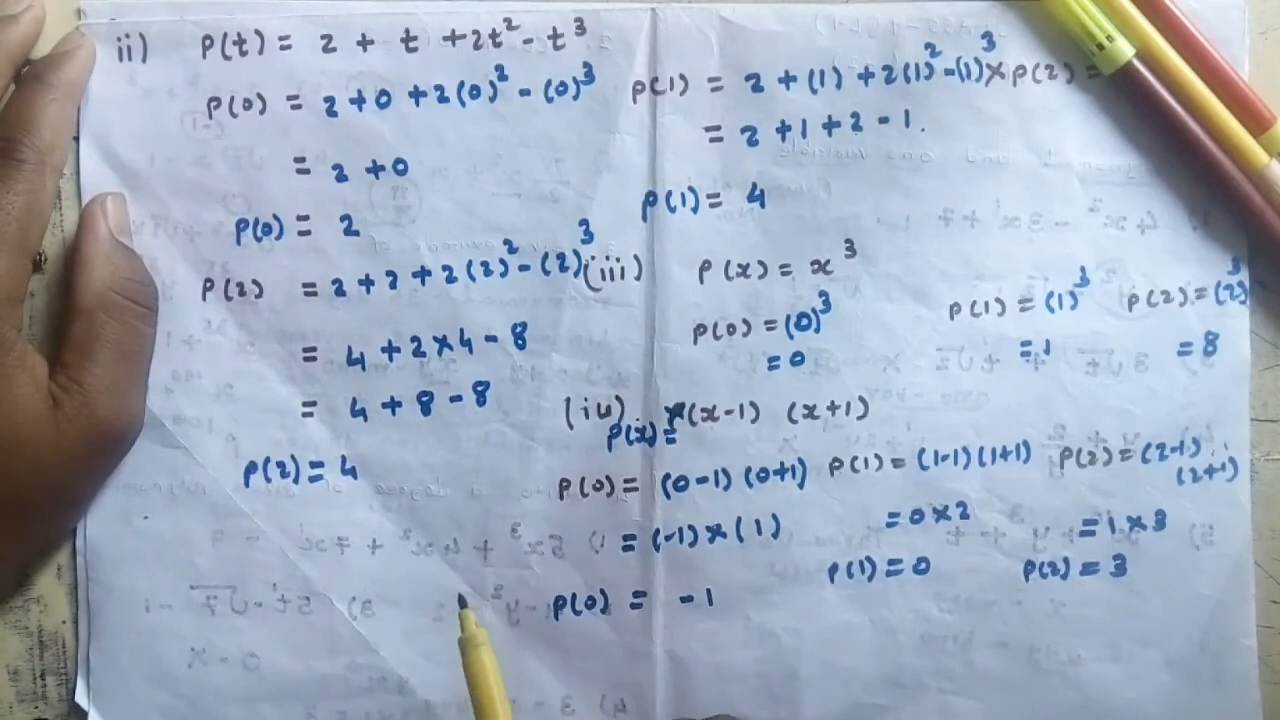 ii) P(t) = 2 + t + 2t² - t³
P(0) = 2 + 0 + 2(0)² - (0)³
= 2 + 0
P(0) = 2
P(2) = 2 + 2 + 2(2)² - (2)³
= 4 + 2 × 4 - 8
= 4 + 8 - 8
P(2) = 4
P(1) = 2 + (1) + 2(1)² - (1)³ × P(2) =
= 2 + 1 + 2 - 1.
P(1) = 4
(iii) P(x) = x³
P(0) = (0)³
= 0
P(1) = (1)³
= 1
P(2) = (2)³
= 8
(iv) (x-1) (x+1)
P(x) =
P(0) = (0-1) (0+1)
= (-1) × (1)
P(0) = -1
P(1) = (1-1) (1+1)
= 0 × 2
P(1) = 0
P(2) = (2-1)
(2+1)
= 1 × 3
P(2) = 3